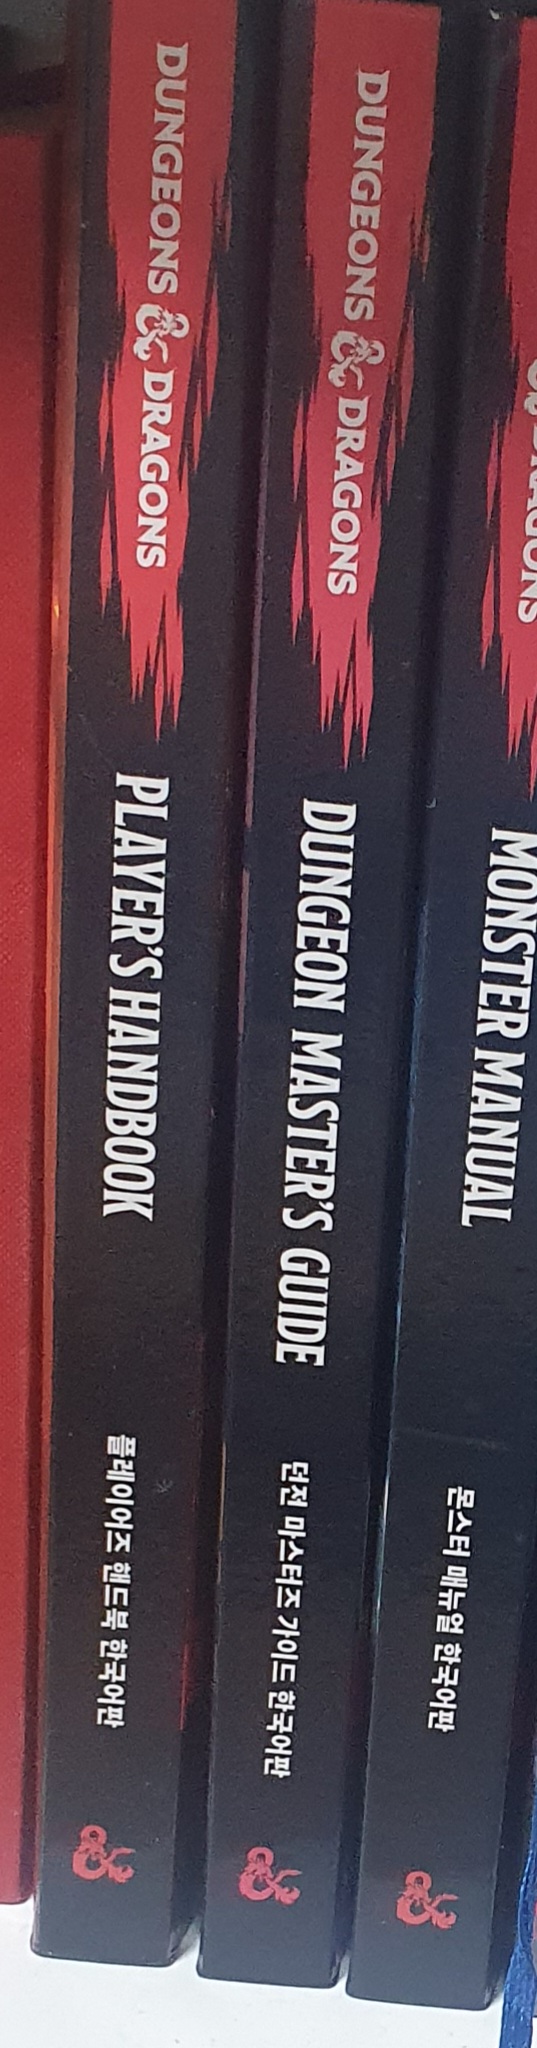 DUNGEONS & DRAGONS
PLAYER'S HANDBOOK
플레이어즈 핸드북 한국어판
DUNGEONS & DRAGONS
DUNGEON MASTER'S GUIDE
던전 마스터즈 가이드 한국어판
& DRAGONS
MONSTER MANUAL
몬스터 매뉴얼 한국어판